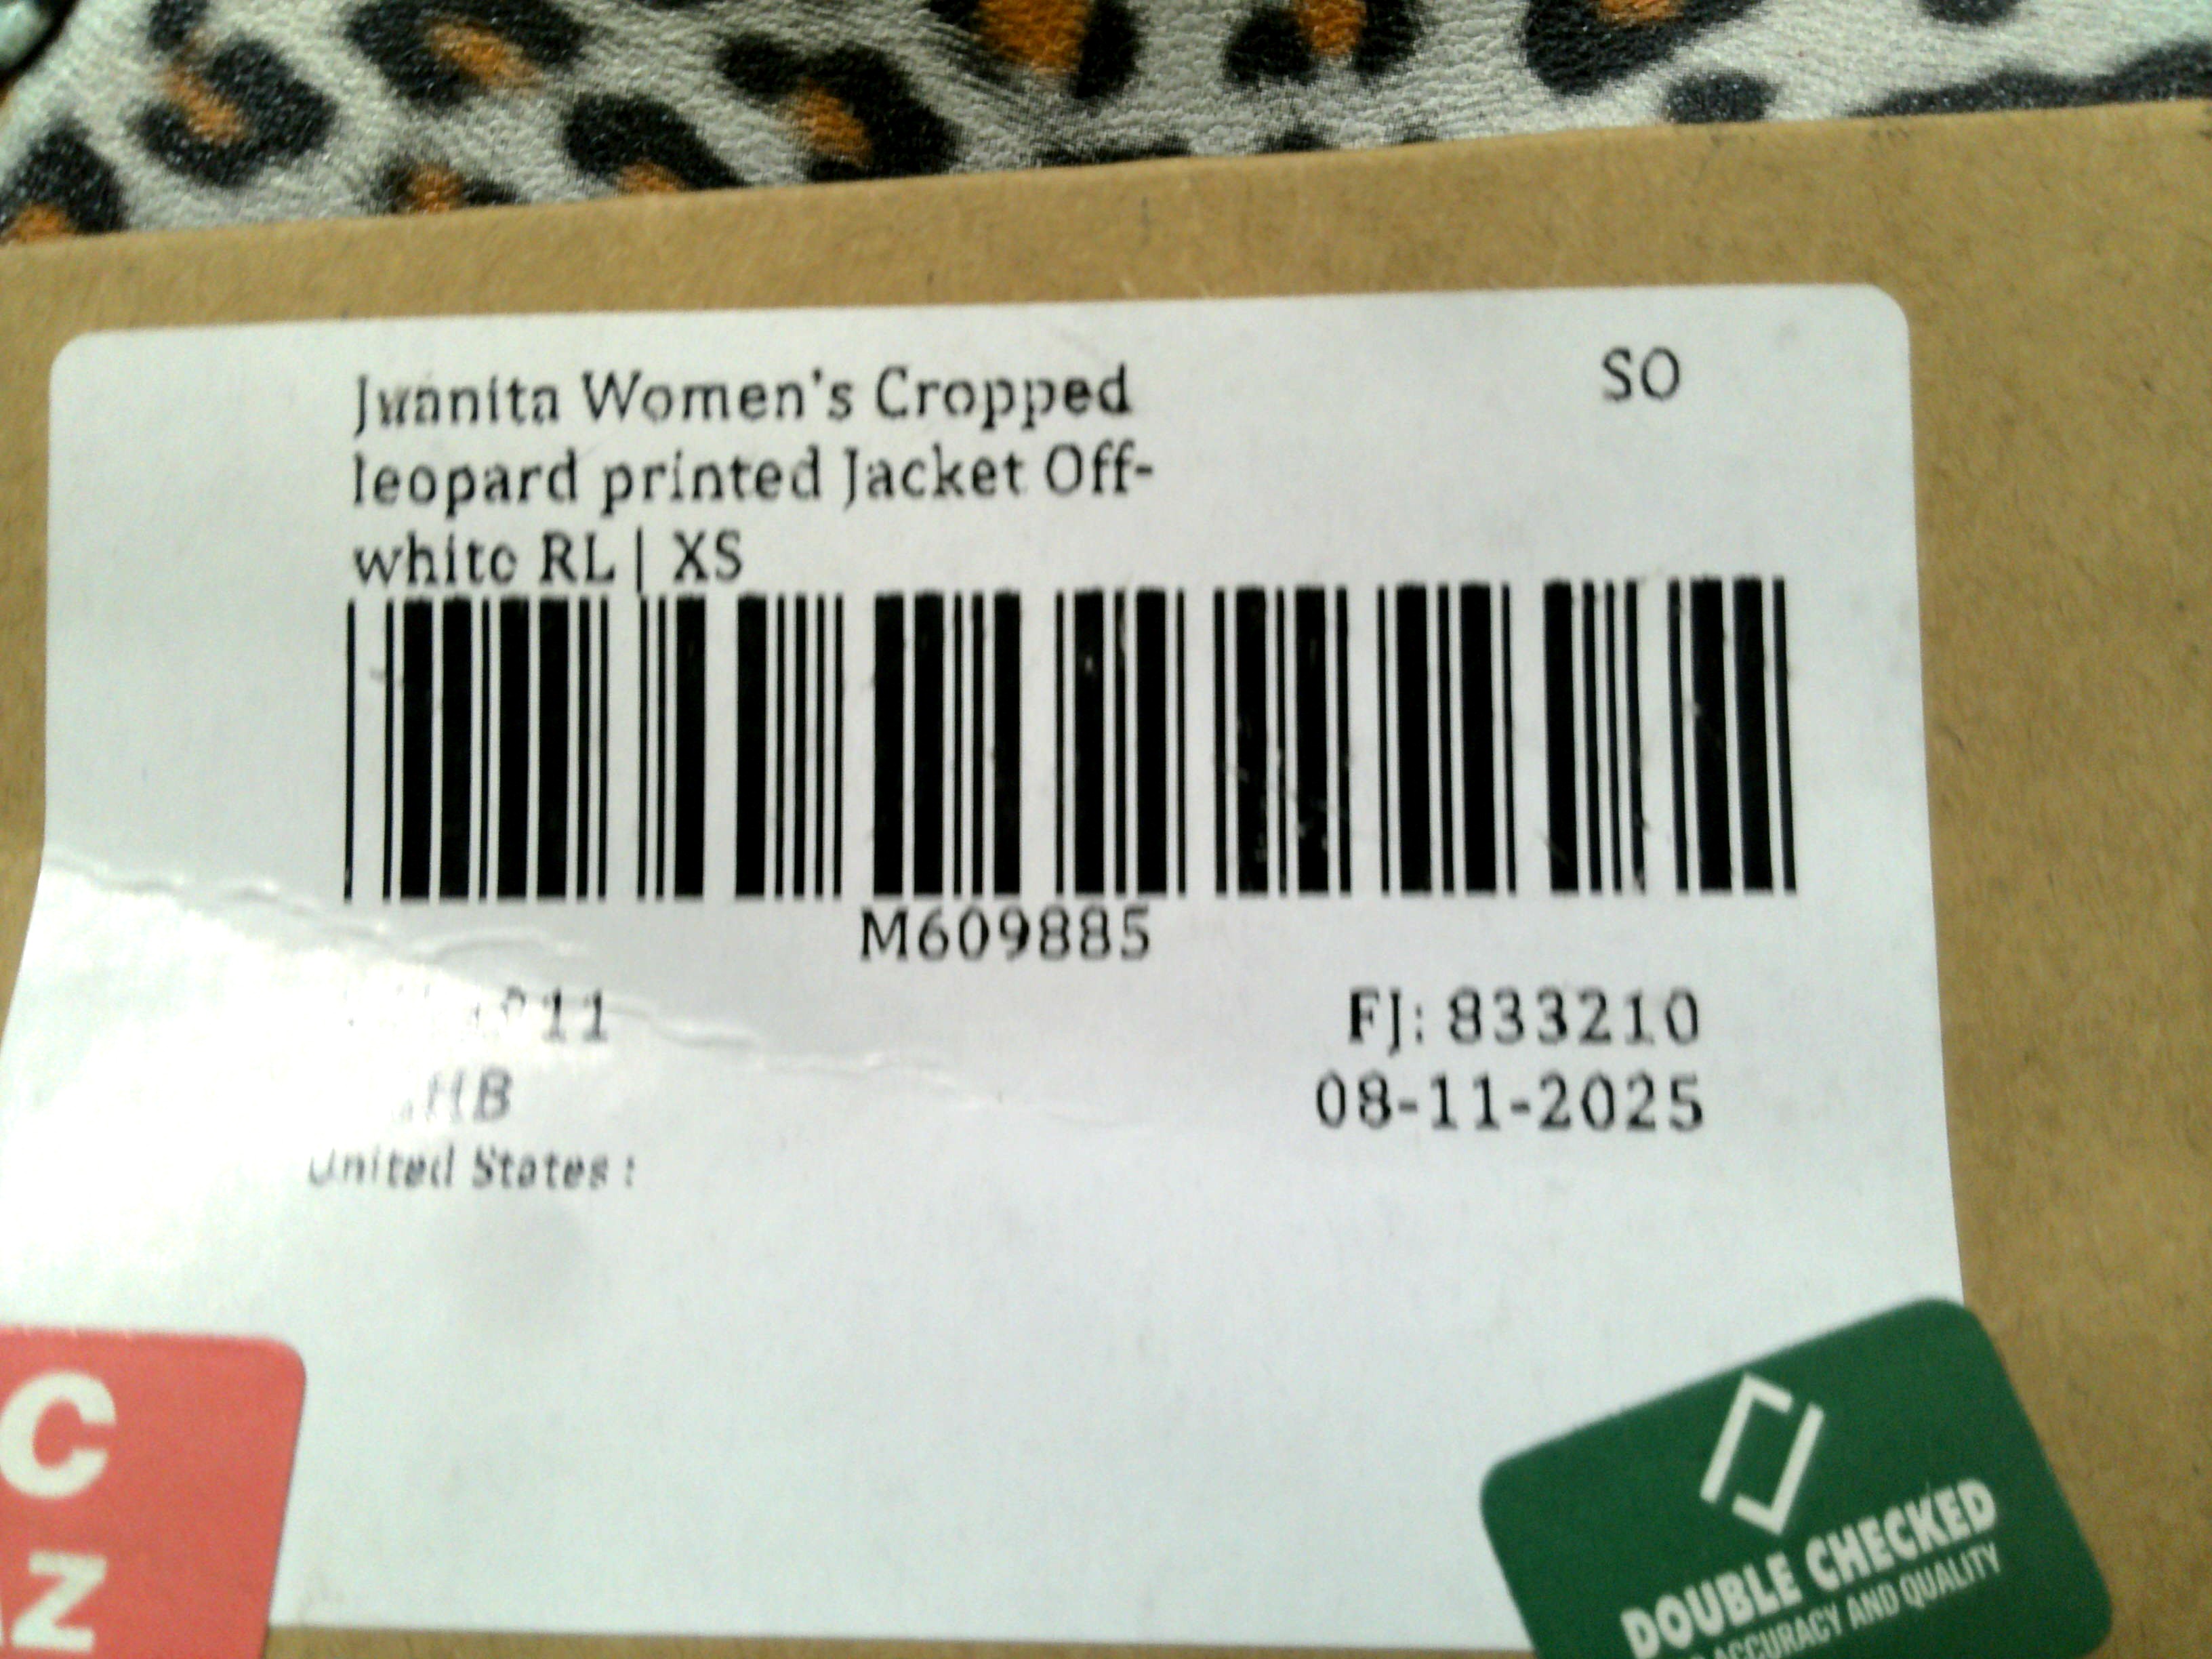 Juanita Women's Cropped
SO
leopard printed Jacket Off-
white RL | XS
M609885
FJ: 833210
08-11-2025
United States :
DOUBLE CHECKED
ACCURACY AND QUALITY